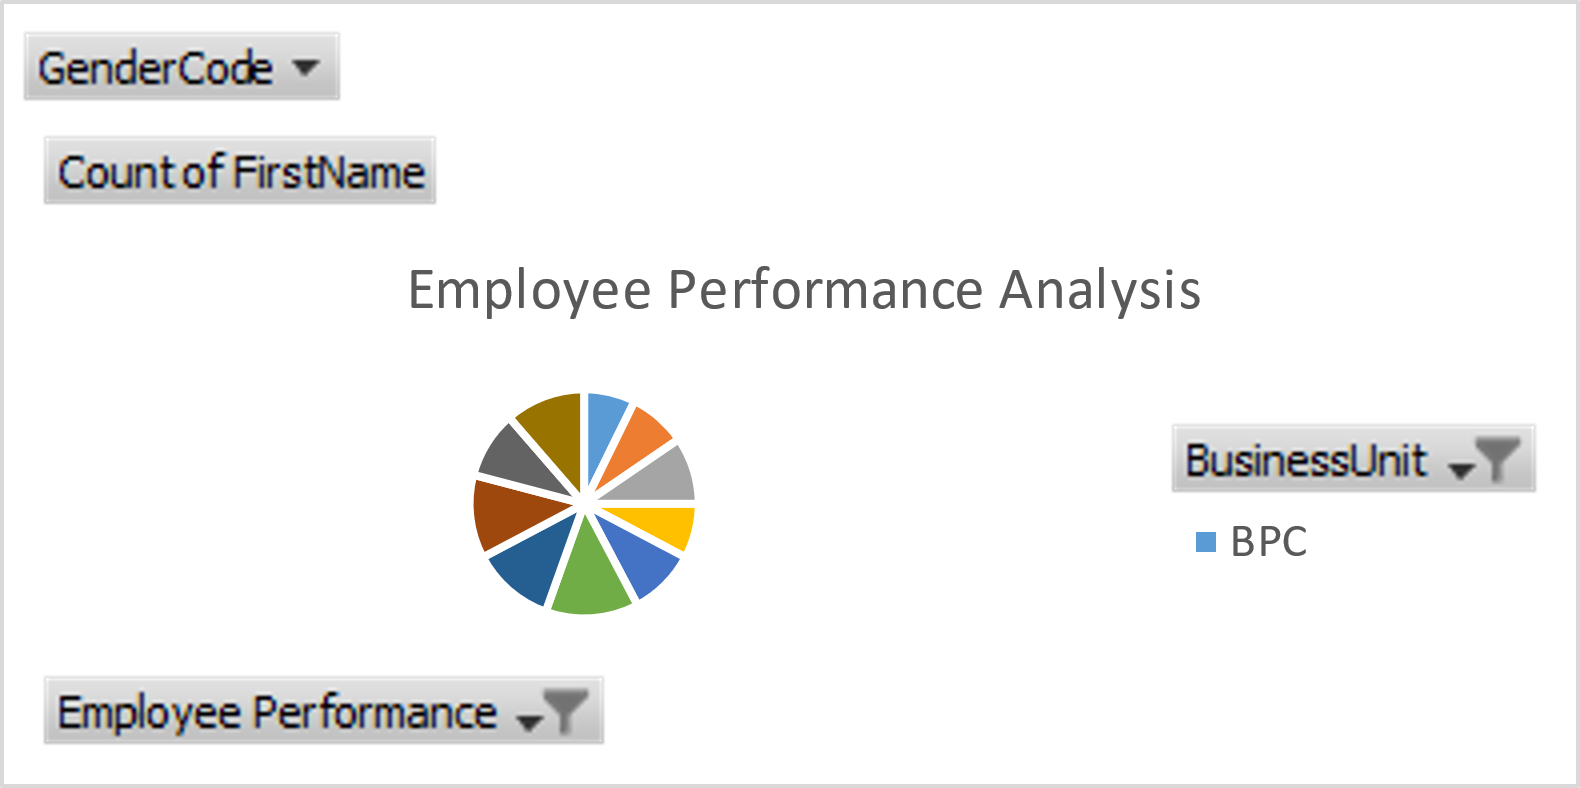 GenderCode
Count of FirstName
Employee Performance Analysis
BusinessUnit
BPC
Employee Performance